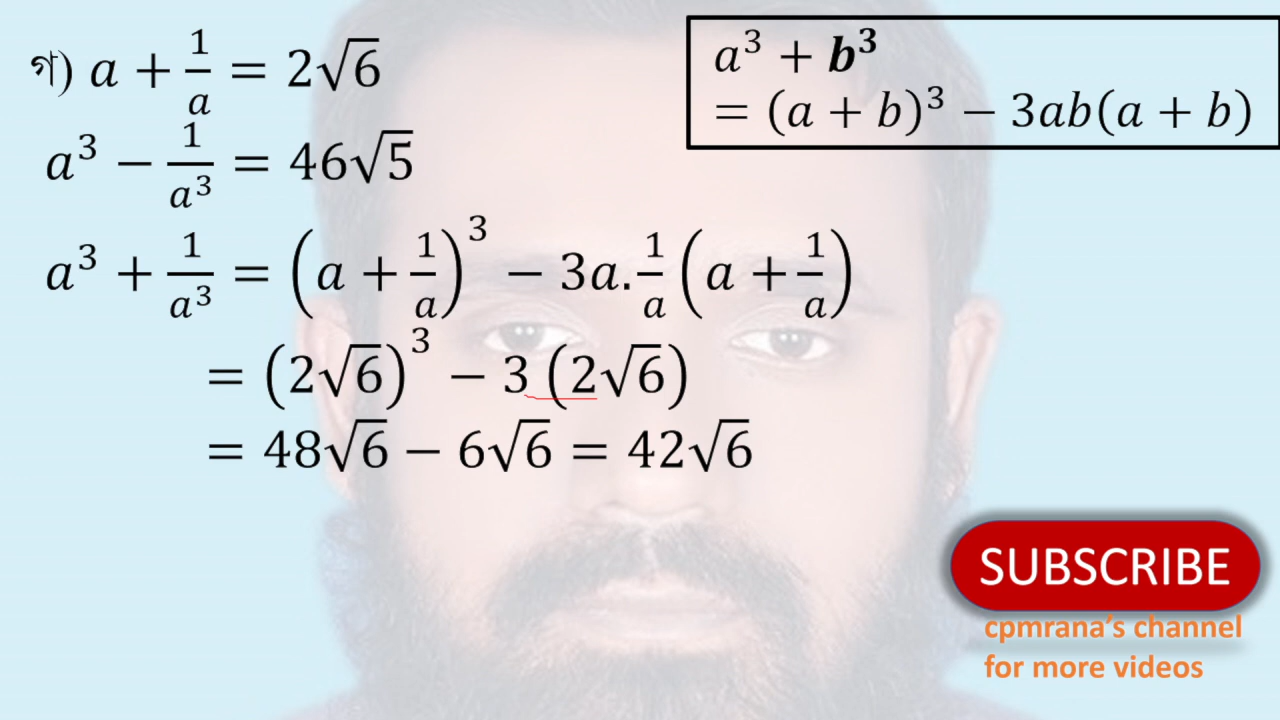 গ) a + 1/a = 2√6
a³ − 1/a³ = 46√5
a³ + 1/a³ = (a + 1/a)³ − 3a.1/a (a + 1/a)
= (2√6)³ − 3 (2√6)
= 48√6 − 6√6 = 42√6
a³ + b³
= (a + b)³ − 3ab(a + b)
SUBSCRIBE
cpmrana's channel
for more videos